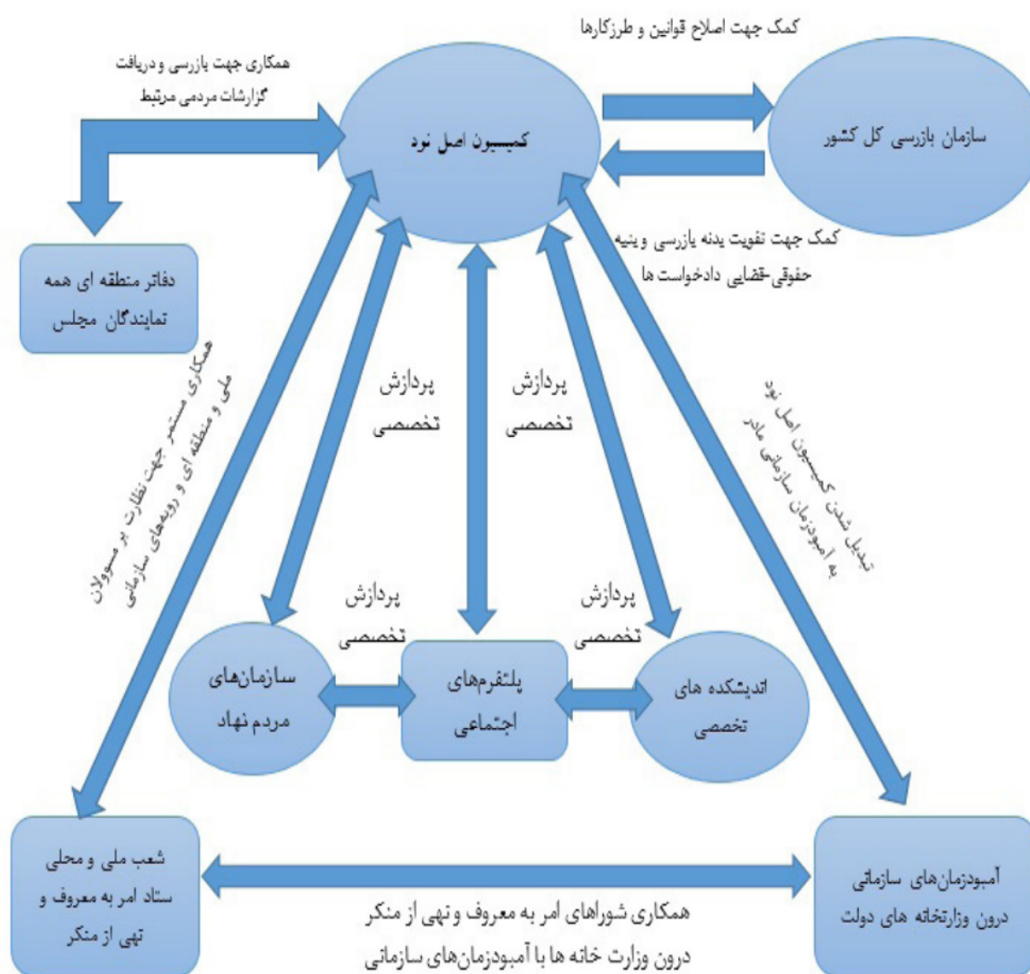 کمک جهت اصلاح قوانین و طرزکارها
همکاری جهت بازرسی و دریافت
گزارشات مردمی مرتبط
کمیسیون اصل نود
سازمان بازرسی کل کشور
کمک جهت تقویت بدنه بازرسی و بنیه
حقوقی-قضایی دادخواست ها
دفاتر منطقه ای همه
نمایندگان مجلس
همکاری مستمر جهت نظارت بر مسوولان
ملی و منطقه ای و رویه‌های سازمانی
پردازش
تخصصی
پردازش
تخصصی
تبدیل شدن کمیسیون اصل نود
به آمبودزمان سازمانی مادر
پردازش
تخصصی
پردازش
تخصصی
سازمان‌های
مردم نهاد
پلتفرم‌های
اجتماعی
اندیشکده های
تخصصی
شعب ملی و محلی
ستاد امر به معروف و
نهی از منکر
آمبودزمان‌های سازمانی
درون وزارتخانه های دولت
همکاری شوراهای امر به معروف و نهی از منکر
درون وزارت خانه ها با آمبودزمان‌های سازمانی